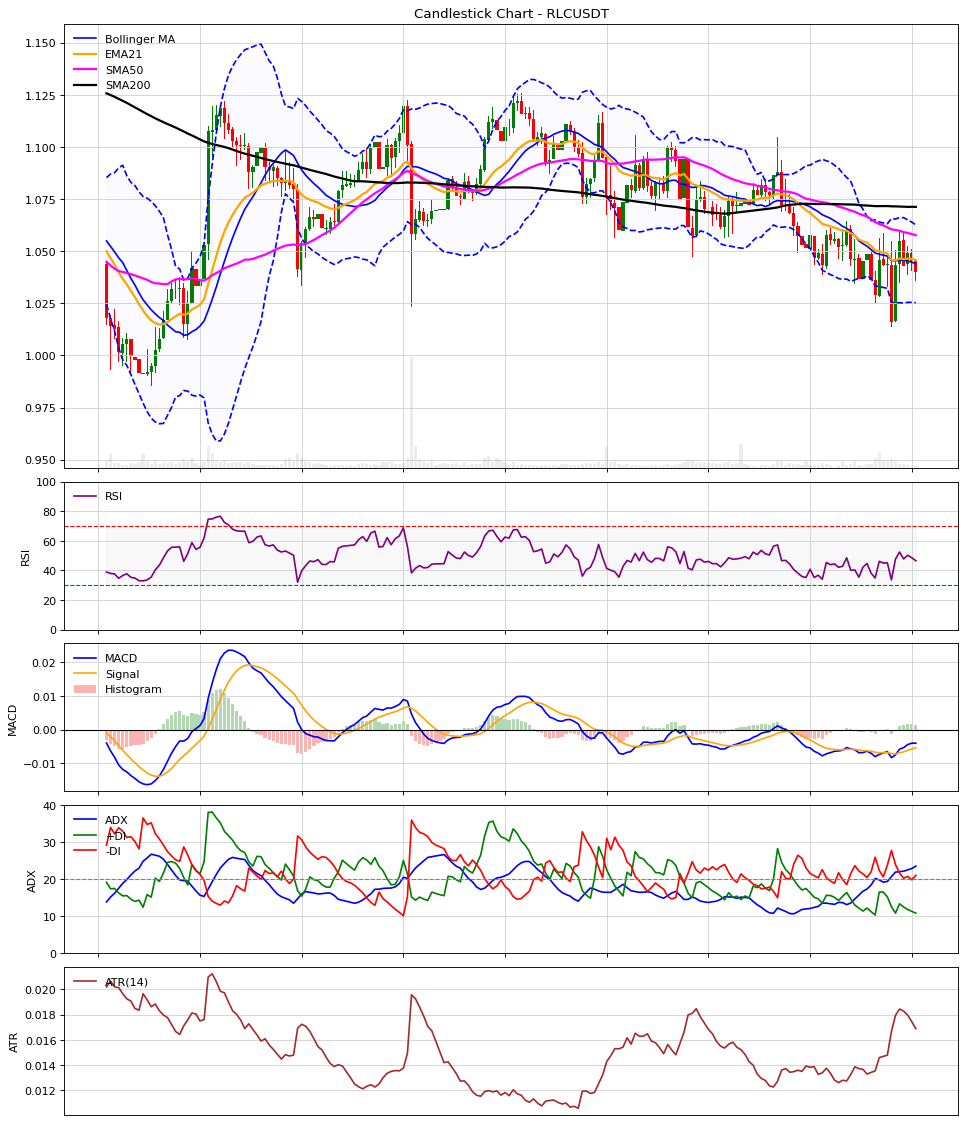 Candlestick Chart - RLCUSDT
1.150
1.125
1.100
1.075
1.050
1.025
1.000
0.975
0.950
Bollinger MA
EMA21
SMA50
SMA200
RSI
100
80
60
40
20
0
RSI
MACD
0.02
0.01
0.00
−0.01
MACD
Signal
Histogram
ADX
40
30
20
10
0
ADX
+DI
-DI
ATR
0.020
0.018
0.016
0.014
0.012
ATR(14)